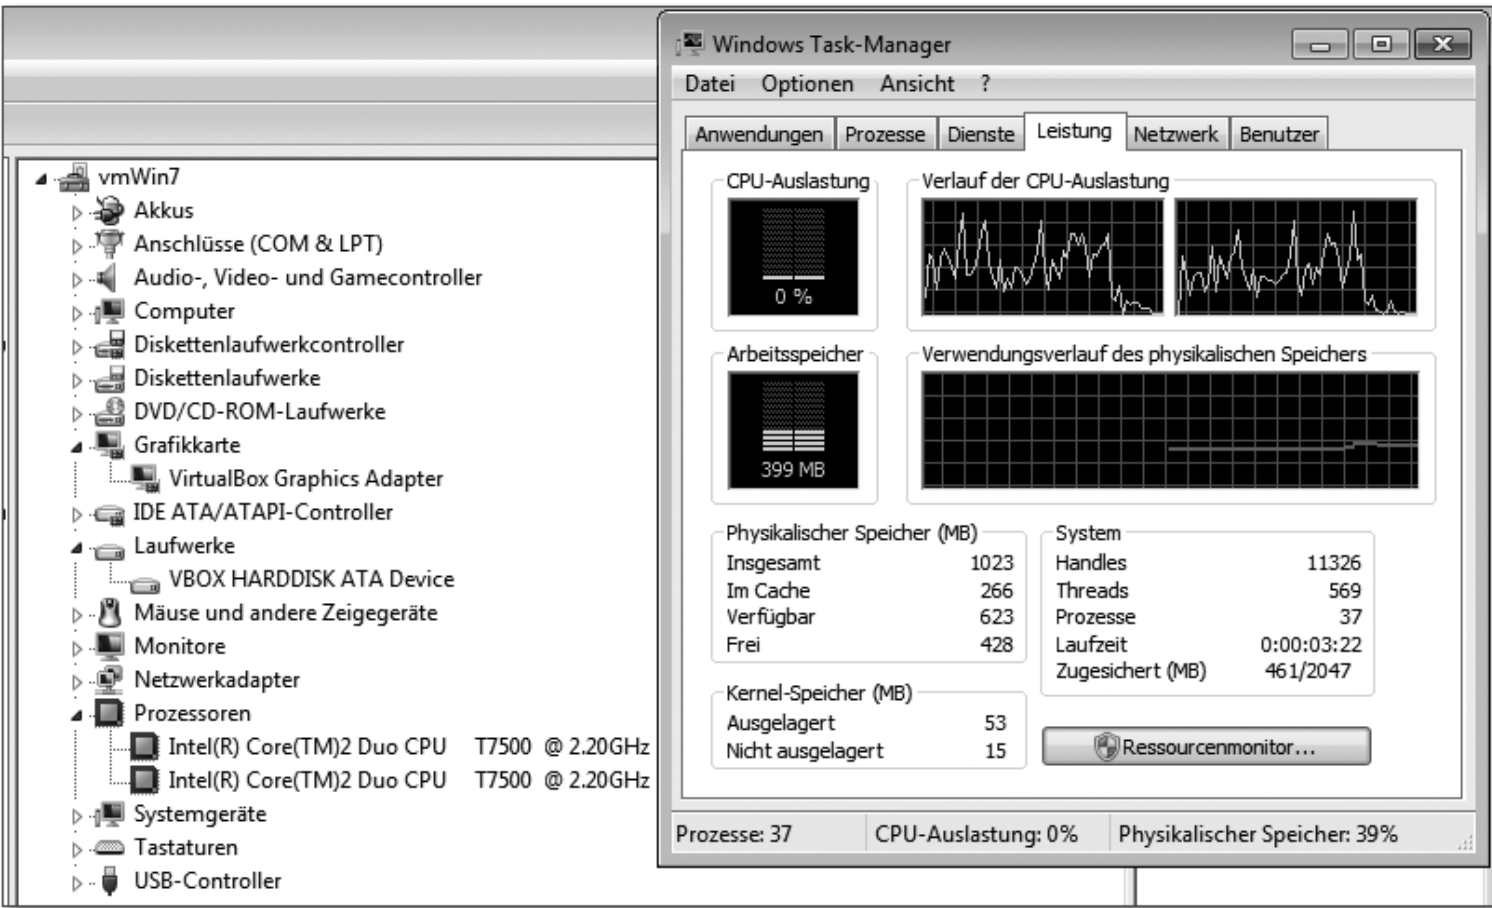 vmWin7
Akkus
Anschlüsse (COM & LPT)
Audio-, Video- und Gamecontroller
Computer
Diskettenlaufwerkcontroller
Diskettenlaufwerke
DVD/CD-ROM-Laufwerke
Grafikkarte
VirtualBox Graphics Adapter
IDE ATA/ATAPI-Controller
Laufwerke
VBOX HARDDISK ATA Device
Mäuse und andere Zeigegeräte
Monitore
Netzwerkadapter
Prozessoren
Intel(R) Core(TM)2 Duo CPU T7500 @ 2.20GHz
Intel(R) Core(TM)2 Duo CPU T7500 @ 2.20GHz
Systemgeräte
Tastaturen
USB-Controller
Windows Task-Manager
Datei Optionen Ansicht ?
Anwendungen Prozesse Dienste Leistung Netzwerk Benutzer
CPU-Auslastung Verlauf der CPU-Auslastung
0 %
Arbeitsspeicher Verwendungsverlauf des physikalischen Speichers
399 MB
Physikalischer Speicher (MB)
Insgesamt 1023
Im Cache 266
Verfügbar 623
Frei 428
System
Handles 11326
Threads 569
Prozesse 37
Laufzeit 0:00:03:22
Zugesichert (MB) 461/2047
Kernel-Speicher (MB)
Ausgelagert 53
Nicht ausgelagert 15
Ressourcenmonitor...
Prozesse: 37 CPU-Auslastung: 0% Physikalischer Speicher: 39%